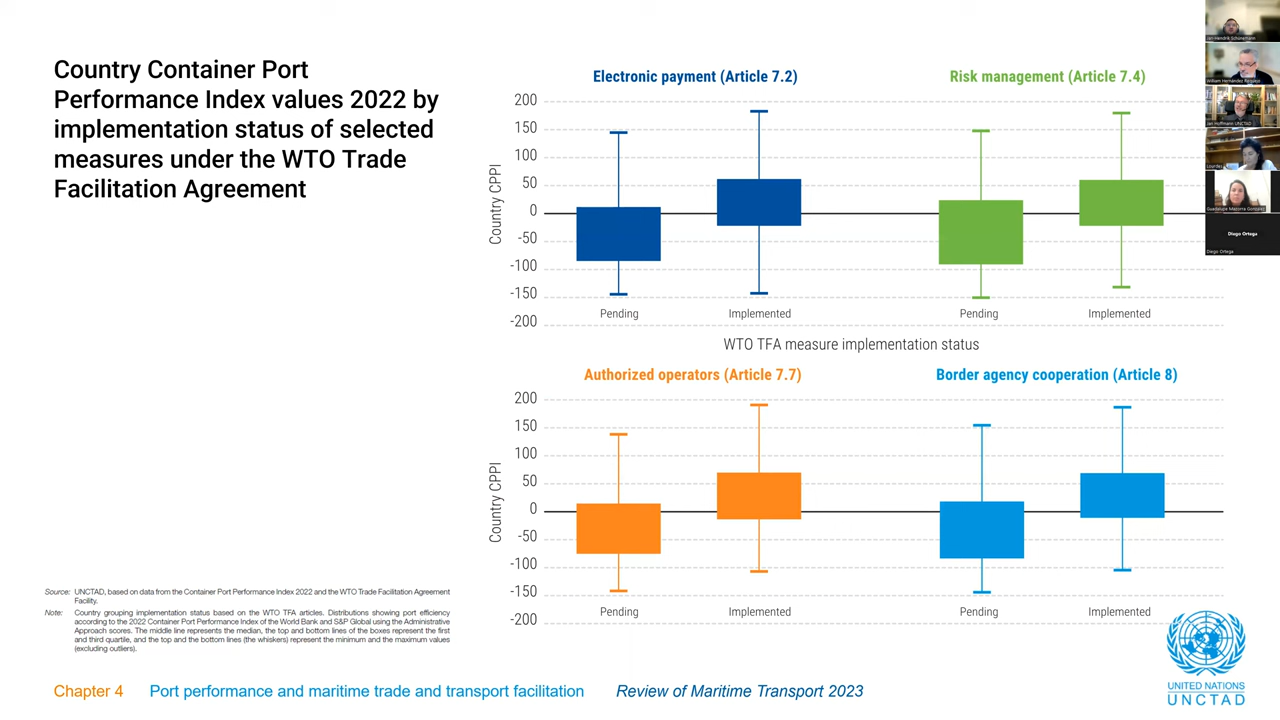 Country Container Port
Performance Index values 2022 by
implementation status of selected
measures under the WTO Trade
Facilitation Agreement
Electronic payment (Article 7.2)
Risk management (Article 7.4)
Country CPPI
200
150
100
50
0
-50
-100
-150
-200
Pending
Implemented
Pending
Implemented
WTO TFA measure implementation status
Authorized operators (Article 7.7)
Border agency cooperation (Article 8)
Country CPPI
200
150
100
50
0
-50
-100
-150
-200
Pending
Implemented
Pending
Implemented
Source: UNCTAD, based on data from the Container Port Performance Index 2022 and the WTO Trade Facilitation Agreement
Facility.
Note: Country grouping implementation status based on the WTO TFA articles. Distributions showing port efficiency
according to the 2022 Container Port Performance Index of the World Bank and S&P Global using the Administrative
Approach scores. The middle line represents the median, the top and bottom lines of the boxes represent the first
and third quartile, and the top and the bottom lines (the whiskers) represent the minimum and the maximum values
(excluding outliers).
Chapter 4 Port performance and maritime trade and transport facilitation Review of Maritime Transport 2023
UNITED NATIONS
UNCTAD
William Hernández
Jan Hoffmann UNCTAD
Lourdes
Diego Ortega
Diego Ortega